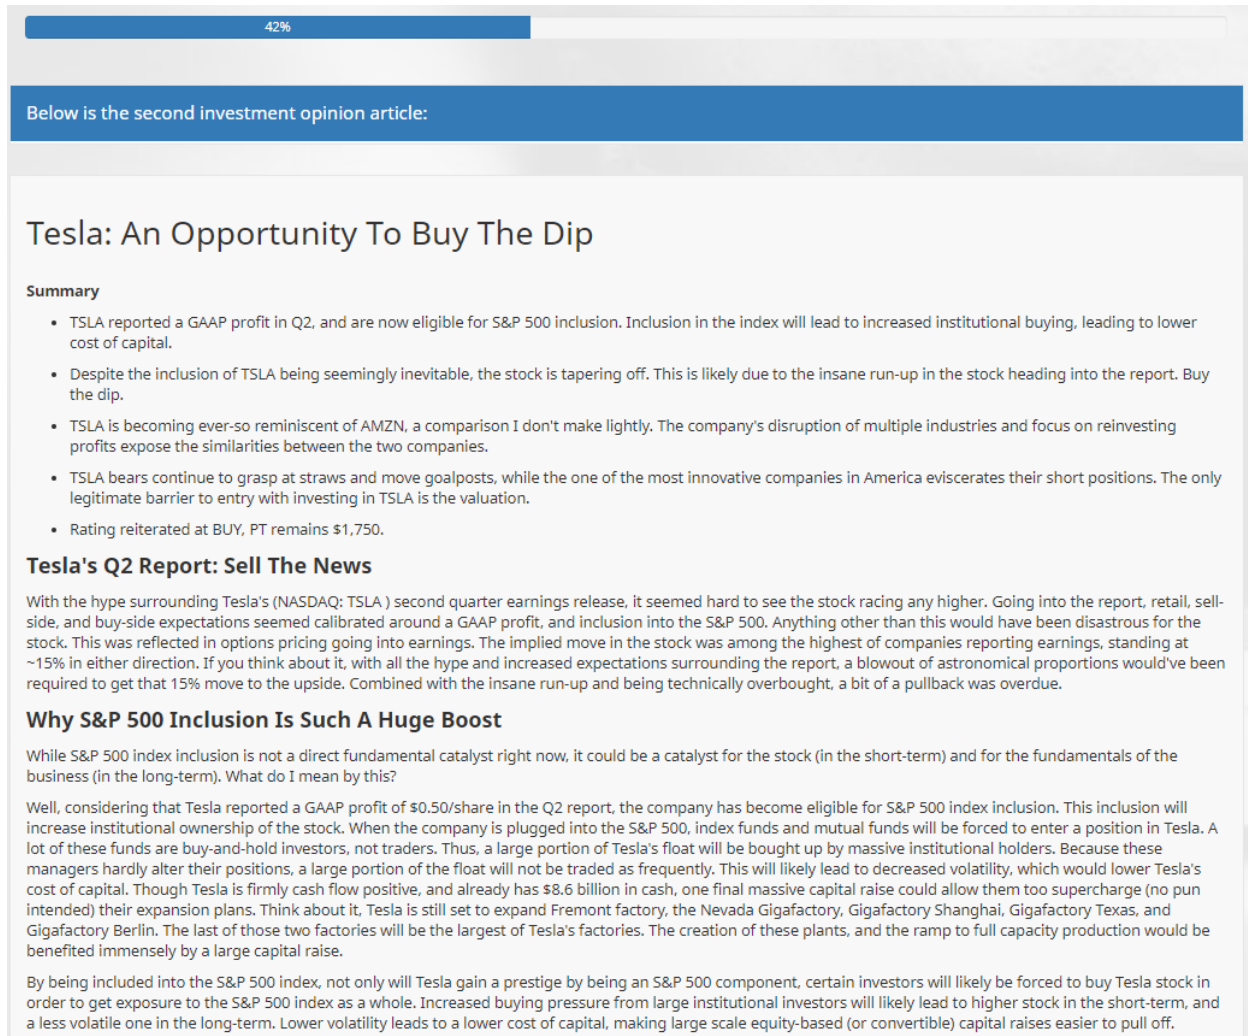 42%
Below is the second investment opinion article:
Tesla: An Opportunity To Buy The Dip
Summary
• TSLA reported a GAAP profit in Q2, and are now eligible for S&P 500 inclusion. Inclusion in the index will lead to increased institutional buying, leading to lower
cost of capital.
• Despite the inclusion of TSLA being seemingly inevitable, the stock is tapering off. This is likely due to the insane run-up in the stock heading into the report. Buy
the dip.
• TSLA is becoming ever-so reminiscent of AMZN, a comparison I don't make lightly. The company's disruption of multiple industries and focus on reinvesting
profits expose the similarities between the two companies.
• TSLA bears continue to grasp at straws and move goalposts, while the one of the most innovative companies in America eviscerates their short positions. The only
legitimate barrier to entry with investing in TSLA is the valuation.
• Rating reiterated at BUY, PT remains $1,750.
Tesla's Q2 Report: Sell The News
With the hype surrounding Tesla's (NASDAQ: TSLA ) second quarter earnings release, it seemed hard to see the stock racing any higher. Going into the report, retail, sell-
side, and buy-side expectations seemed calibrated around a GAAP profit, and inclusion into the S&P 500. Anything other than this would have been disastrous for the
stock. This was reflected in options pricing going into earnings. The implied move in the stock was among the highest of companies reporting earnings, standing at
~15% in either direction. If you think about it, with all the hype and increased expectations surrounding the report, a blowout of astronomical proportions would've been
required to get that 15% move to the upside. Combined with the insane run-up and being technically overbought, a bit of a pullback was overdue.
Why S&P 500 Inclusion Is Such A Huge Boost
While S&P 500 index inclusion is not a direct fundamental catalyst right now, it could be a catalyst for the stock (in the short-term) and for the fundamentals of the
business (in the long-term). What do I mean by this?
Well, considering that Tesla reported a GAAP profit of $0.50/share in the Q2 report, the company has become eligible for S&P 500 index inclusion. This inclusion will
increase institutional ownership of the stock. When the company is plugged into the S&P 500, index funds and mutual funds will be forced to enter a position in Tesla. A
lot of these funds are buy-and-hold investors, not traders. Thus, a large portion of Tesla's float will be bought up by massive institutional holders. Because these
managers hardly alter their positions, a large portion of the float will not be traded as frequently. This will likely lead to decreased volatility, which would lower Tesla's
cost of capital. Though Tesla is firmly cash flow positive, and already has $8.6 billion in cash, one final massive capital raise could allow them too supercharge (no pun
intended) their expansion plans. Think about it, Tesla is still set to expand Fremont factory, the Nevada Gigafactory, Gigafactory Shanghai, Gigafactory Texas, and
Gigafactory Berlin. The last of those two factories will be the largest of Tesla's factories. The creation of these plants, and the ramp to full capacity production would be
benefited immensely by a large capital raise.
By being included into the S&P 500 index, not only will Tesla gain a prestige by being an S&P 500 component, certain investors will likely be forced to buy Tesla stock in
order to get exposure to the S&P 500 index as a whole. Increased buying pressure from large institutional investors will likely lead to higher stock in the short-term, and
a less volatile one in the long-term. Lower volatility leads to a lower cost of capital, making large scale equity-based (or convertible) capital raises easier to pull off.